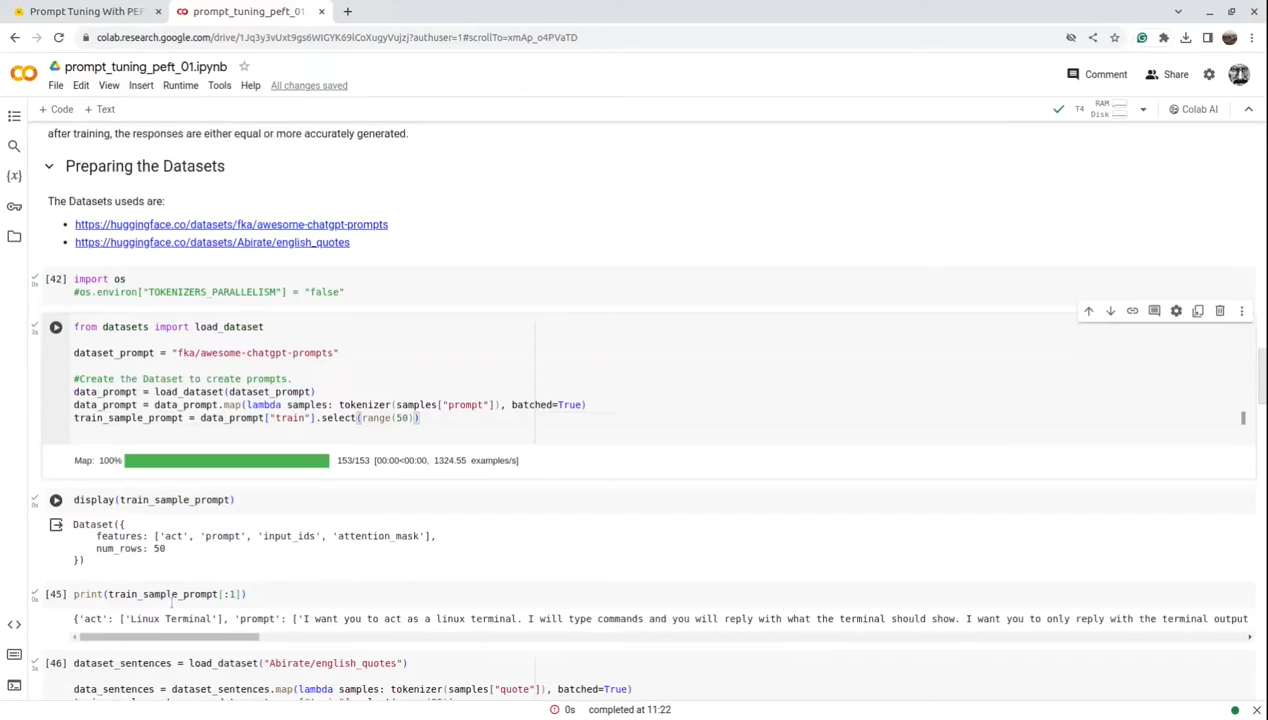 Prompt Tuning With PEF
prompt_tuning_peft_01
colab.research.google.com/drive/1Jq3y3vUxt9gs6WIGYK69lCoXugyVujzj?authuser=1#scrollTo=xmAp_o4PVaTD
prompt_tuning_peft_01.ipynb
Comment
Share
File Edit View Insert Runtime Tools Help All changes saved
+ Code + Text
T4
RAM
Disk
Colab AI
after training, the responses are either equal or more accurately generated.
Preparing the Datasets
The Datasets useds are:
https://huggingface.co/datasets/fka/awesome-chatgpt-prompts
https://huggingface.co/datasets/Abirate/english_quotes
[42] import os
0s
#os.environ["TOKENIZERS_PARALLELISM"] = "false"
from datasets import load_dataset
3s
dataset_prompt = "fka/awesome-chatgpt-prompts"
#Create the Dataset to create prompts.
data_prompt = load_dataset(dataset_prompt)
data_prompt = data_prompt.map(lambda samples: tokenizer(samples["prompt"]), batched=True)
train_sample_prompt = data_prompt["train"].select(range(50))
Map: 100% 153/153 [00:00<00:00, 1324.55 examples/s]
display(train_sample_prompt)
0s
Dataset({
features: ['act', 'prompt', 'input_ids', 'attention_mask'],
num_rows: 50
})
[45] print(train_sample_prompt[:1])
0s
{'act': ['Linux Terminal'], 'prompt': ['I want you to act as a linux terminal. I will type commands and you will reply with what the terminal should show. I want you to only reply with the terminal output
[46] dataset_sentences = load_dataset("Abirate/english_quotes")
3s
data_sentences = dataset_sentences.map(lambda samples: tokenizer(samples["quote"]), batched=True)
0s completed at 11:22